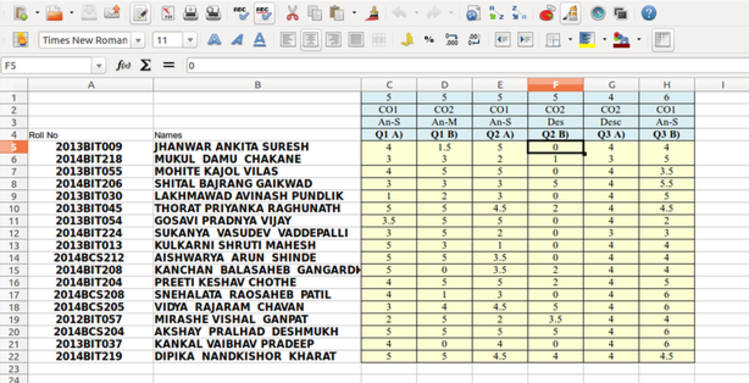 Times New Roman 11
F5 f(x) Σ = 0
A B C D E F G H I
1 5 5 5 5 4 6
2 CO1 CO2 CO1 CO2 CO2 CO1
3 An-S An-M An-S Des Desc An-S
4 Roll No Names Q1 A) Q1 B) Q2 A) Q2 B) Q3 A) Q3 B)
5 2013BIT009 JHANWAR ANKITA SURESH 4 1.5 5 0 4 4
6 2014BIT218 MUKUL DAMU CHAKANE 3 3 2 1 3 5
7 2013BIT055 MOHITE KAJOL VILAS 4 5 5 0 4 3.5
8 2014BIT206 SHITAL BAJRANG GAIKWAD 3 3 3 5 4 5.5
9 2013BIT030 LAKHMAWAD AVINASH PUNDLIK 1 2 3 0 4 5
10 2013BIT045 THORAT PRIYANKA RAGHUNATH 5 5 4.5 2 4 4.5
11 2013BIT054 GOSAVI PRADNYA VIJAY 3.5 5 5 0 4 2
12 2014BIT224 SUKANYA VASUDEV VADDEPALLI 3 5 2 0 3 3
13 2013BIT013 KULKARNI SHRUTI MAHESH 5 3 1 0 4 4
14 2014BCS212 AISHWARYA ARUN SHINDE 5 5 3.5 0 4 4
15 2014BIT208 KANCHAN BALASAHEB GANGARDH 5 0 3.5 2 4 4
16 2014BIT204 PREETI KESHAV CHOTHE 4 5 5 2 4 5
17 2014BCS208 SNEHALATA RAOSAHEB PATIL 4 1 3 0 4 6
18 2014BCS205 VIDYA RAJARAM CHAVAN 3 4 4.5 5 4 6
19 2012BIT057 MIRASHE VISHAL GANPAT 2 5 2 3.5 4 4
20 2014BCS204 AKSHAY PRALHAD DESHMUKH 5 5 5 5 4 6
21 2013BIT037 KANKAL VAIBHAV PRADEEP 4 0 4 0 4 6
22 2014BIT219 DIPIKA NANDKISHOR KHARAT 5 5 4.5 4 4 4.5
23
24